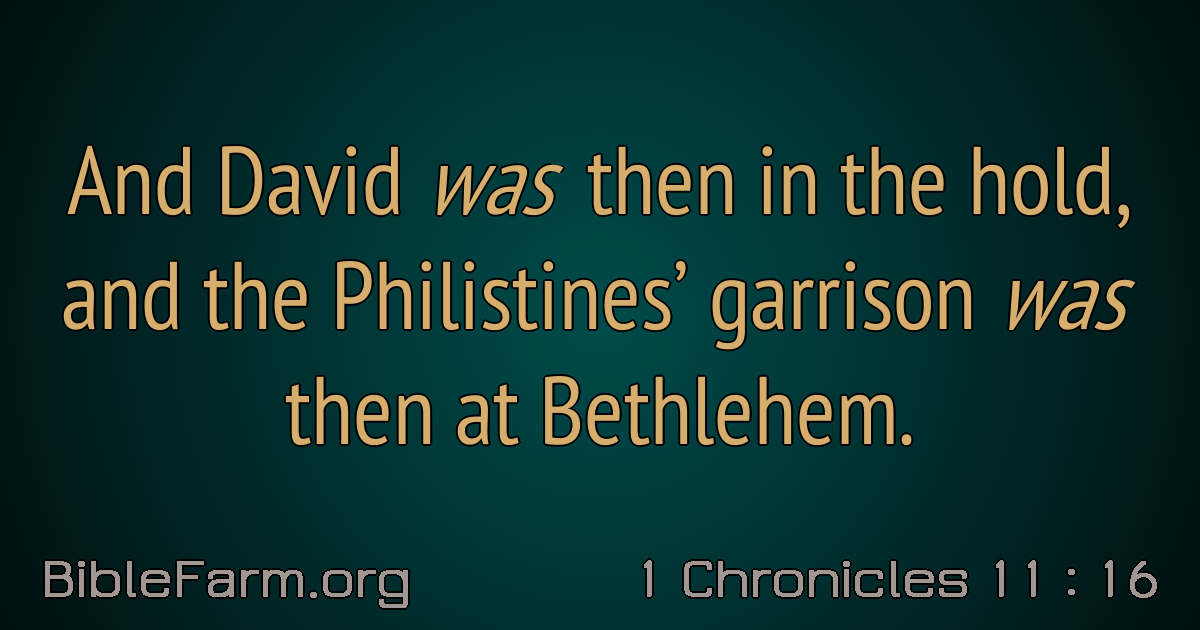 And David was then in the hold,
and the Philistines’ garrison was
then at Bethlehem.
BibleFarm.org
1 Chronicles 11 : 16